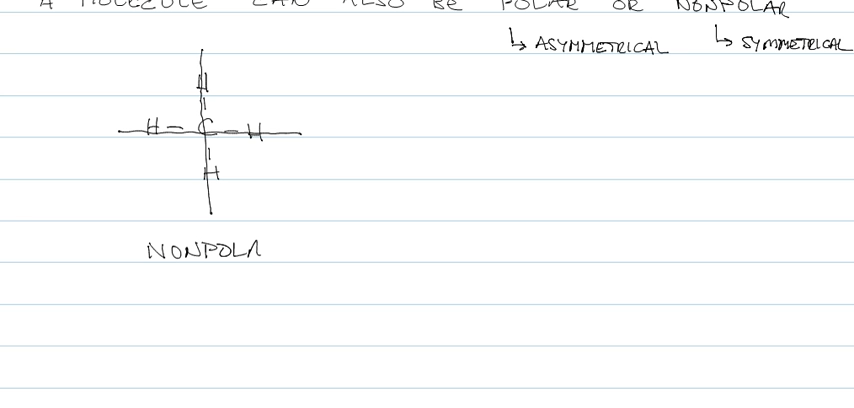 A MOLECULE CAN ALSO BE POLAR OR NONPOLAR
↳ ASYMMETRICAL ↳ SYMMETRICAL
H
H - C - H
H
NONPOLA